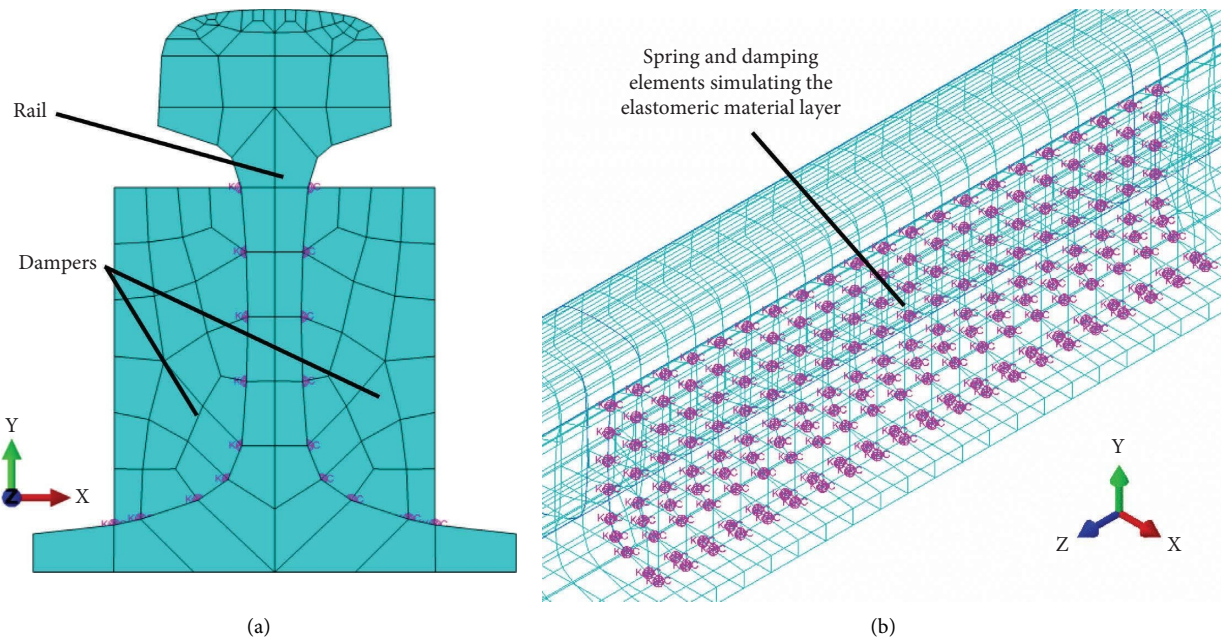 Rail
Dampers
Y
Z
X
(a)
Spring and damping
elements simulating the
elastomeric material layer
Y
Z
X
(b)